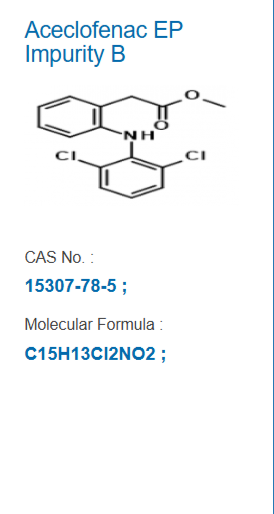 Aceclofenac EP
Impurity B
O
O
NH
Cl
Cl
CAS No. :
15307-78-5 ;
Molecular Formula :
C15H13Cl2NO2 ;